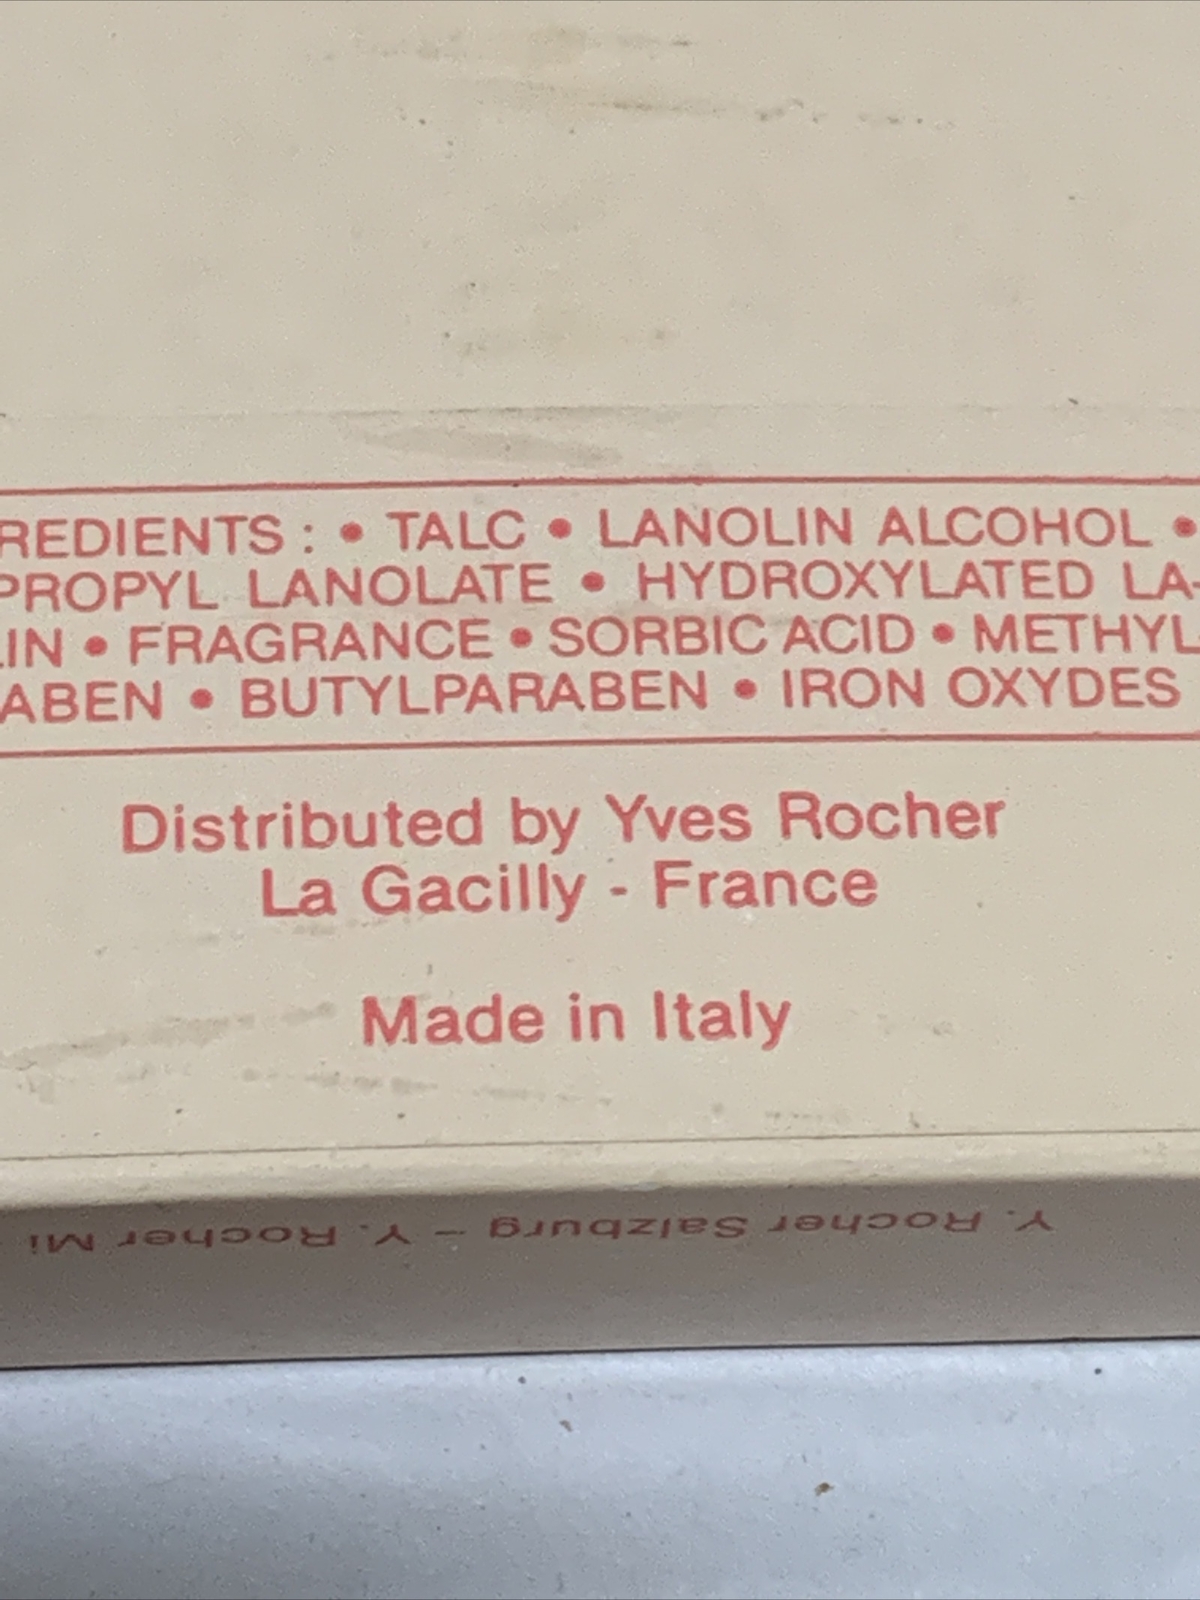 REDIENTS : • TALC • LANOLIN ALCOHOL •
PROPYL LANOLATE • HYDROXYLATED LA-
LIN • FRAGRANCE • SORBIC ACID • METHYL
ABEN • BUTYLPARABEN • IRON OXYDES
Distributed by Yves Rocher
La Gacilly - France
Made in Italy
Y. Rocher Salzburg – Y. Rocher Mi